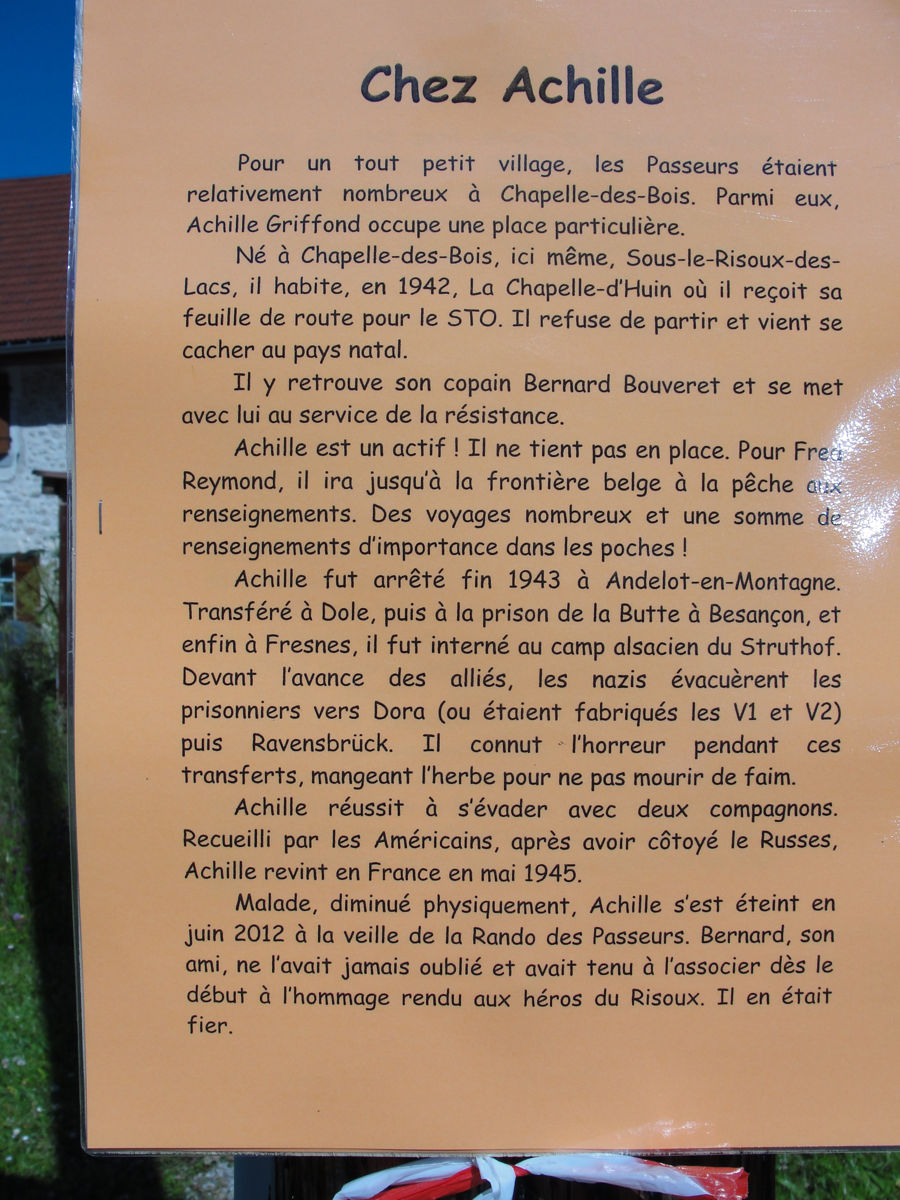 Chez Achille
Pour un tout petit village, les Passeurs étaient
relativement nombreux à Chapelle-des-Bois. Parmi eux,
Achille Griffond occupe une place particulière.
Né à Chapelle-des-Bois, ici même, Sous-le-Risoux-des-
Lacs, il habite, en 1942, La Chapelle-d'Huin où il reçoit sa
feuille de route pour le STO. Il refuse de partir et vient se
cacher au pays natal.
Il y retrouve son copain Bernard Bouveret et se met
avec lui au service de la résistance.
Achille est un actif ! Il ne tient pas en place. Pour Fred
Reymond, il ira jusqu'à la frontière belge à la pêche aux
renseignements. Des voyages nombreux et une somme de
renseignements d'importance dans les poches !
Achille fut arrêté fin 1943 à Andelot-en-Montagne.
Transféré à Dole, puis à la prison de la Butte à Besançon, et
enfin à Fresnes, il fut interné au camp alsacien du Struthof.
Devant l'avance des alliés, les nazis évacuèrent les
prisonniers vers Dora (ou étaient fabriqués les V1 et V2)
puis Ravensbrück. Il connut l'horreur pendant ces
transferts, mangeant l'herbe pour ne pas mourir de faim.
Achille réussit à s'évader avec deux compagnons.
Recueilli par les Américains, après avoir côtoyé le Russes,
Achille revint en France en mai 1945.
Malade, diminué physiquement, Achille s'est éteint en
juin 2012 à la veille de la Rando des Passeurs. Bernard, son
ami, ne l'avait jamais oublié et avait tenu à l'associer dès le
début à l'hommage rendu aux héros du Risoux. Il en était
fier.